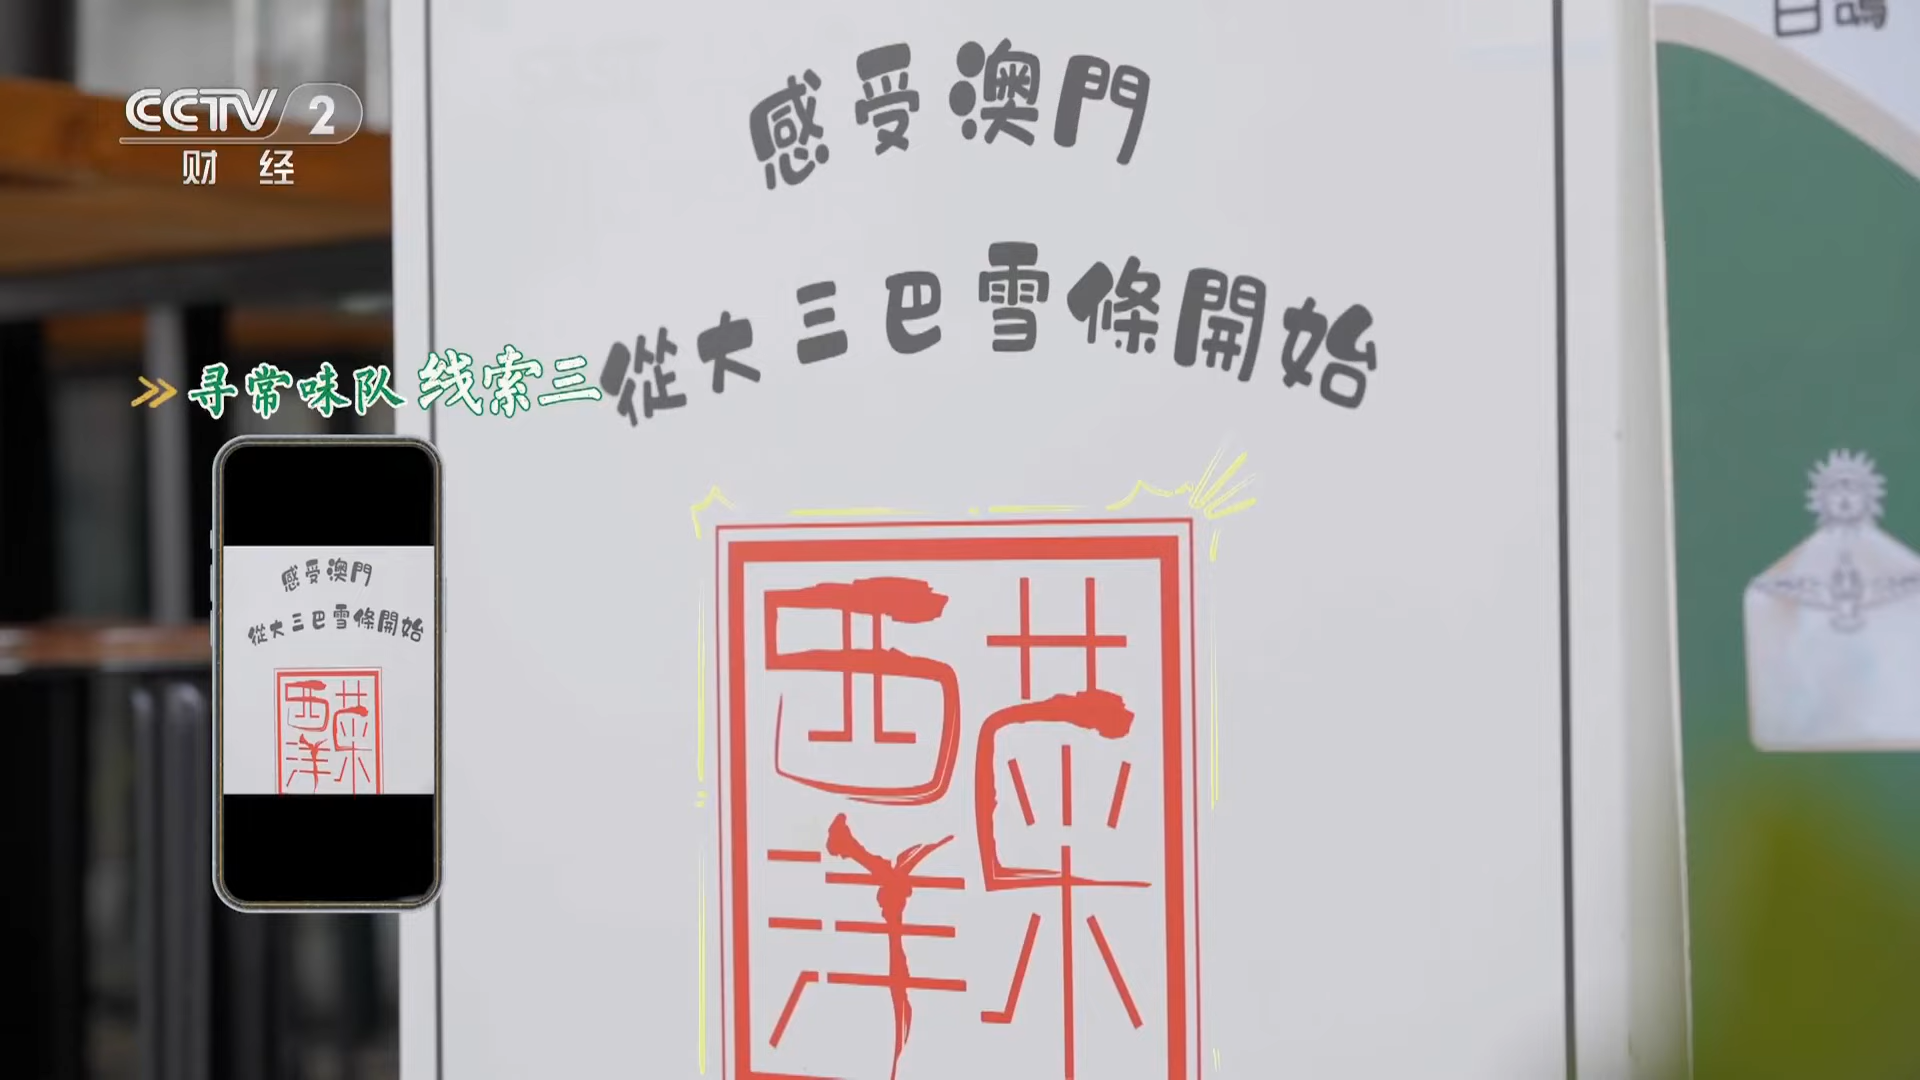 CCTV 2
财 经
感受澳門
從大三巴雪條開始
寻常味队 线索三
西洋菜
感受澳門
從大三巴雪條開始
西洋菜